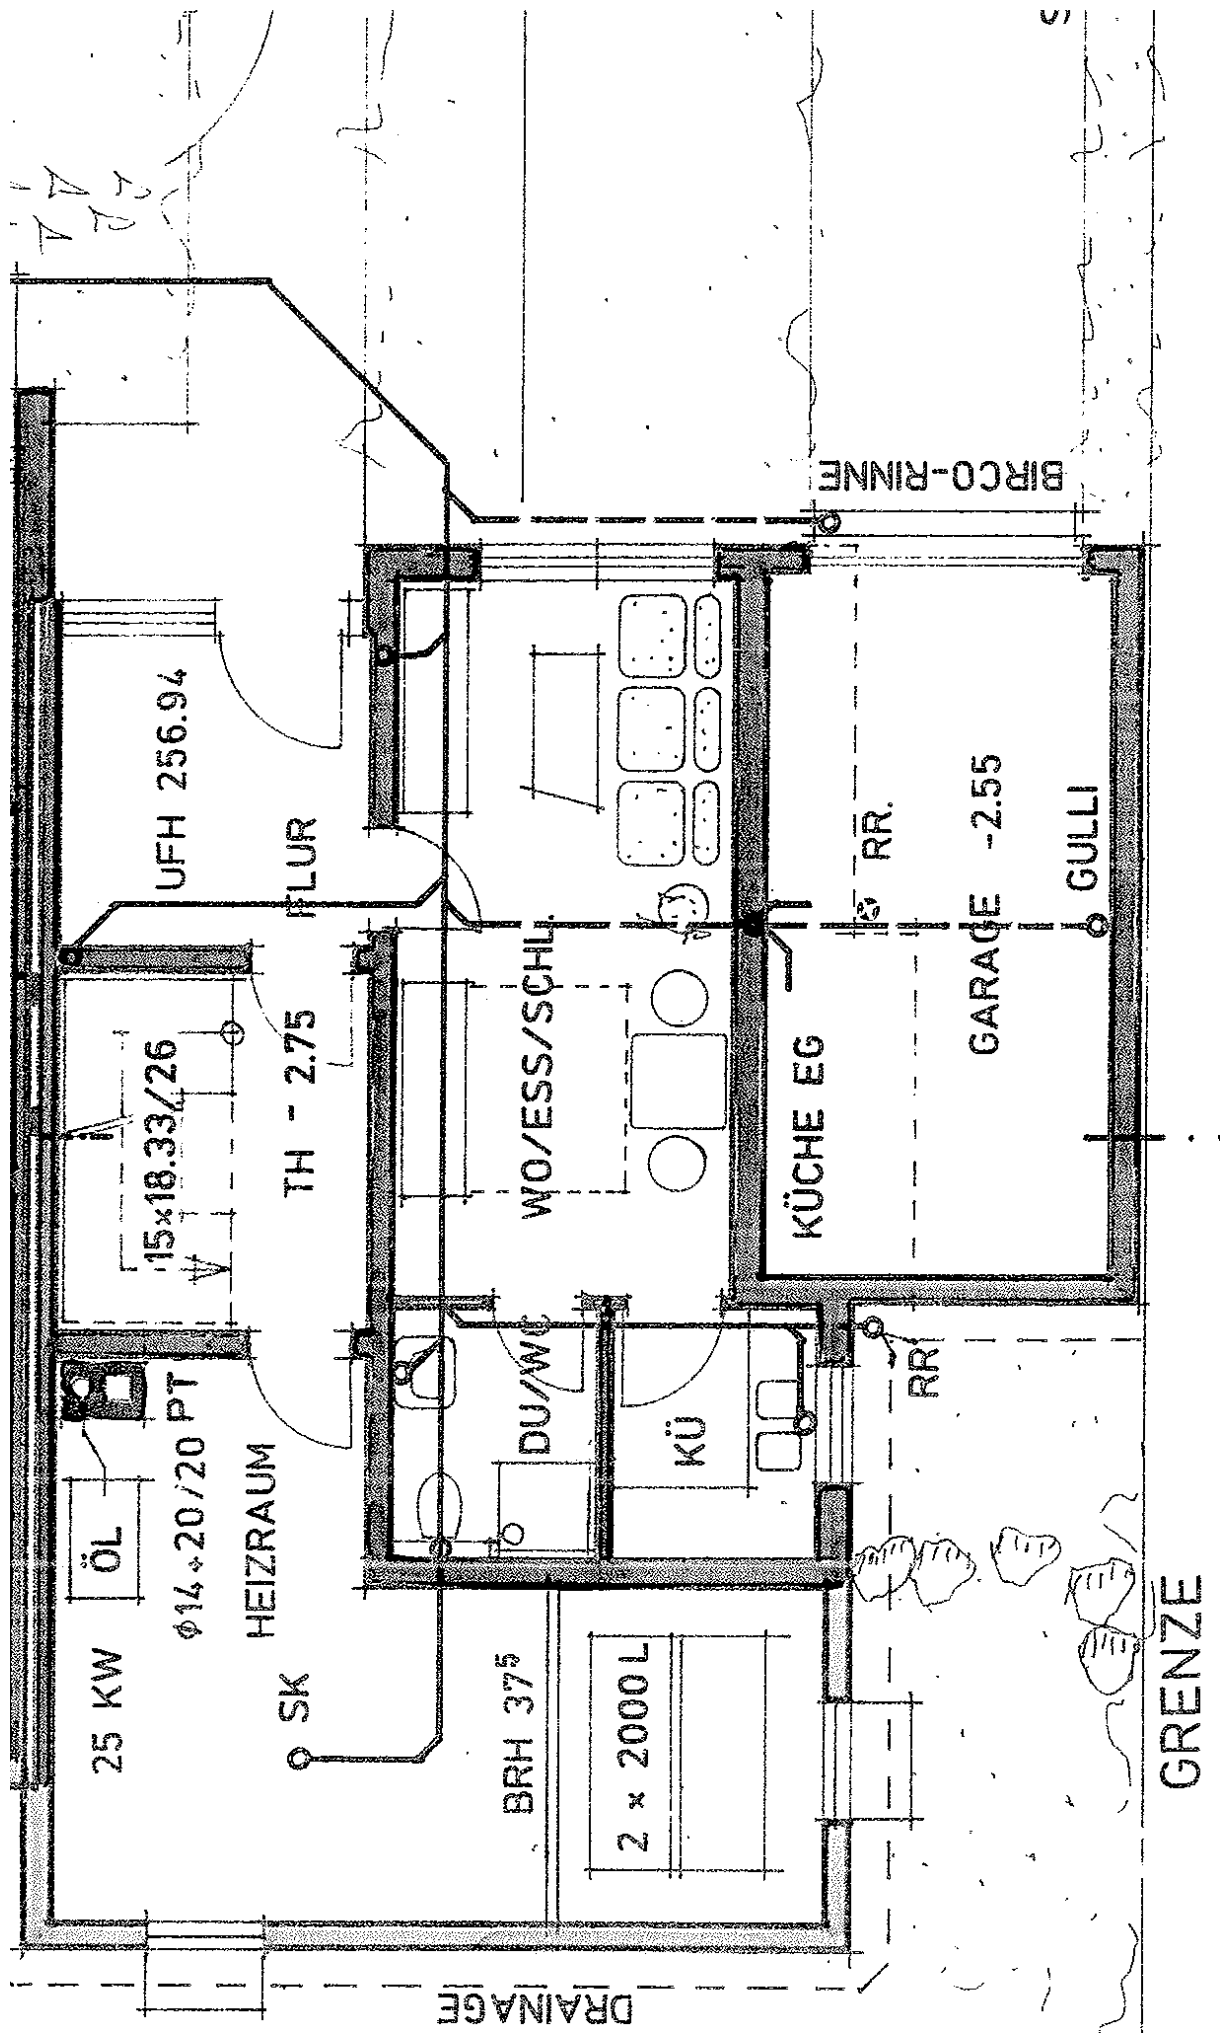 BIRCO-RINNE
UFH 256.94
FLUR
RR.
GARAGE -2.55
GULLI
15×18.33/26
TH - 2.75
WO/ESS/SCHL.
KÜCHE EG
ÖL
Φ14+20/20 PT
HEIZRAUM
25 KW
SK
DU/WC
KÜ
RR
BRH 37⁵
2 × 2000 L
GRENZE
DRAINAGE